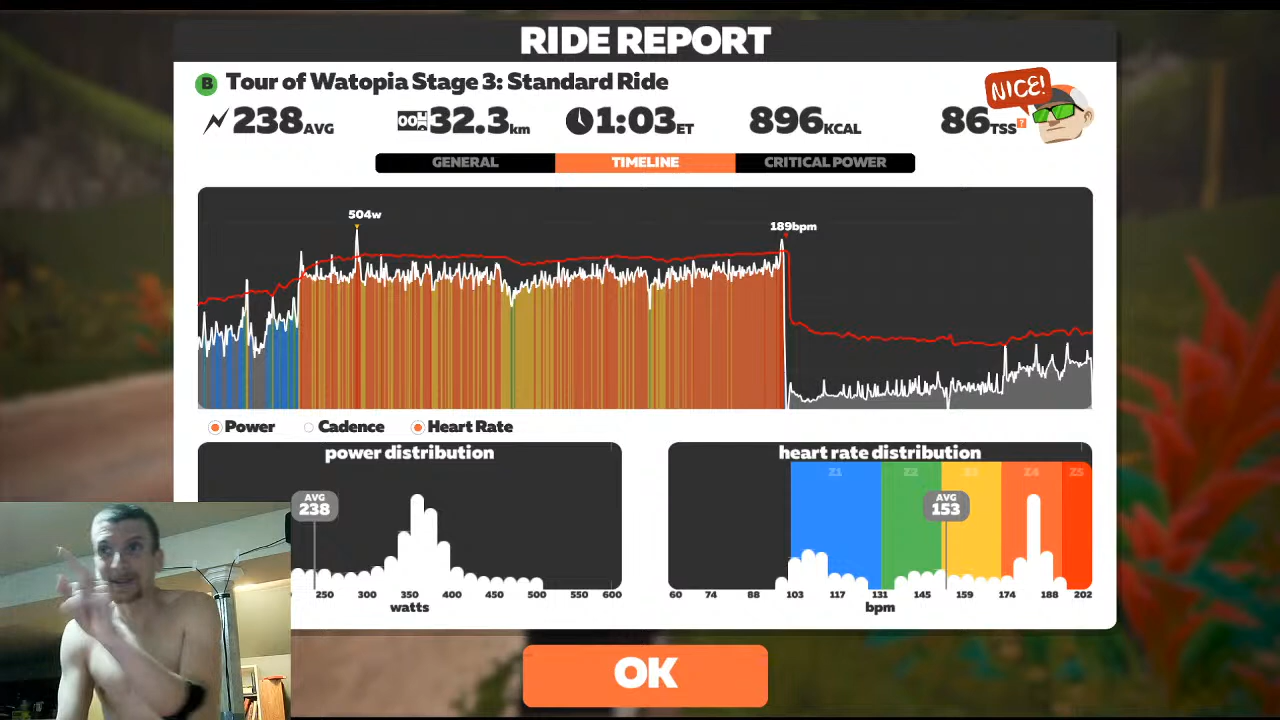 RIDE REPORT
B Tour of Watopia Stage 3: Standard Ride
NICE!
238AVG 32.3km 1:03ET 896KCAL 86TSS ?
GENERAL TIMELINE CRITICAL POWER
504w
189bpm
Power Cadence Heart Rate
power distribution
AVG
238
250 300 350 400 450 500 550 600
watts
heart rate distribution
Z1 Z2 Z3 Z4 Z5
AVG
153
60 74 88 103 117 131 145 159 174 188 202
bpm
OK